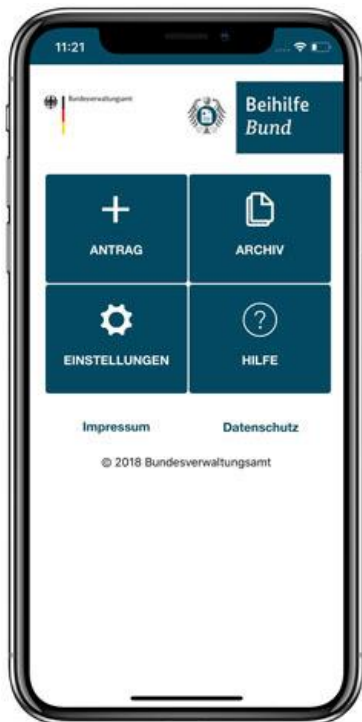 11:21
Bundesverwaltungsamt
Beihilfe
Bund
ANTRAG
ARCHIV
EINSTELLUNGEN
?
HILFE
Impressum
Datenschutz
© 2018 Bundesverwaltungsamt